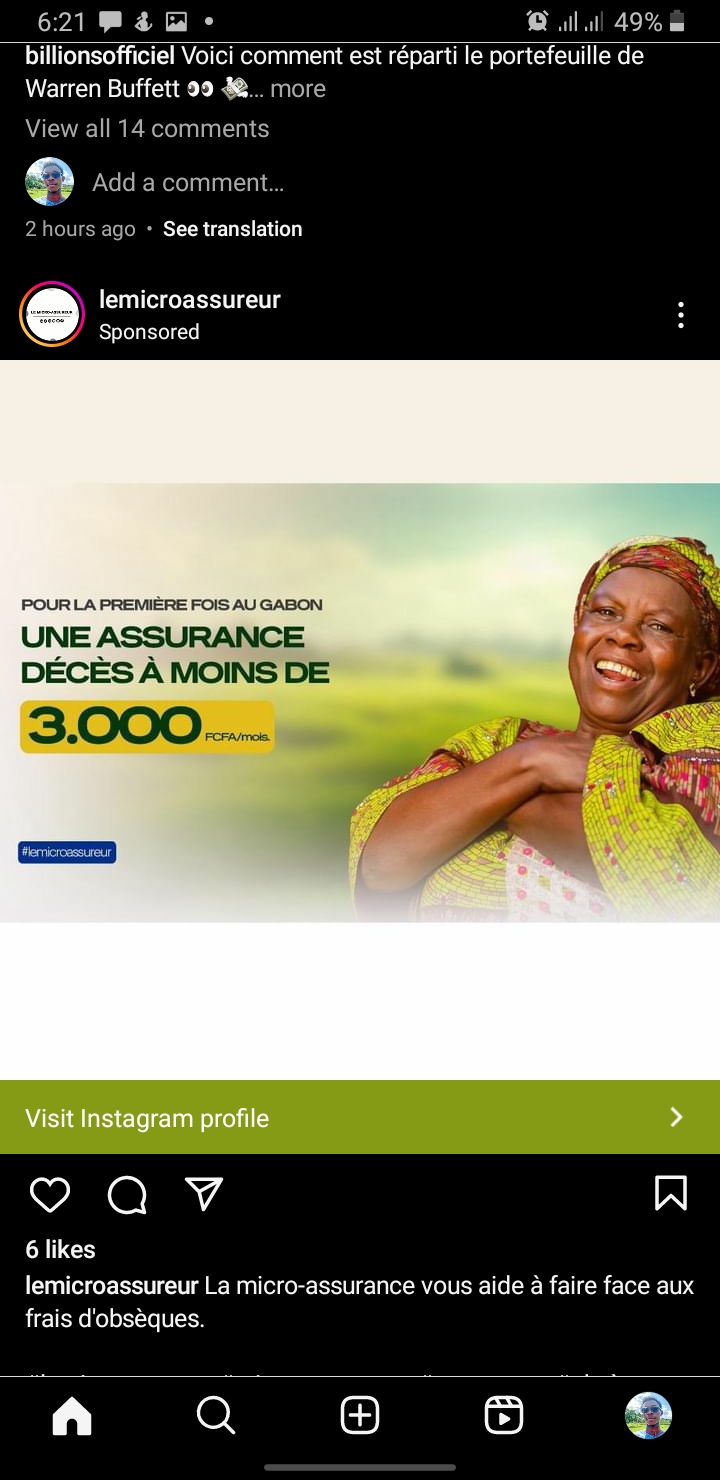 6:21
49%
billionsofficiel Voici comment est réparti le portefeuille de
Warren Buffett 👀 💸... more
View all 14 comments
Add a comment...
2 hours ago • See translation
lemicroassureur
Sponsored
LE MICRO-ASSUREUR
POUR LA PREMIÈRE FOIS AU GABON
UNE ASSURANCE
DÉCÈS À MOINS DE
3.000 FCFA/mois.
#lemicroassureur
Visit Instagram profile
6 likes
lemicroassureur La micro-assurance vous aide à faire face aux
frais d'obsèques.